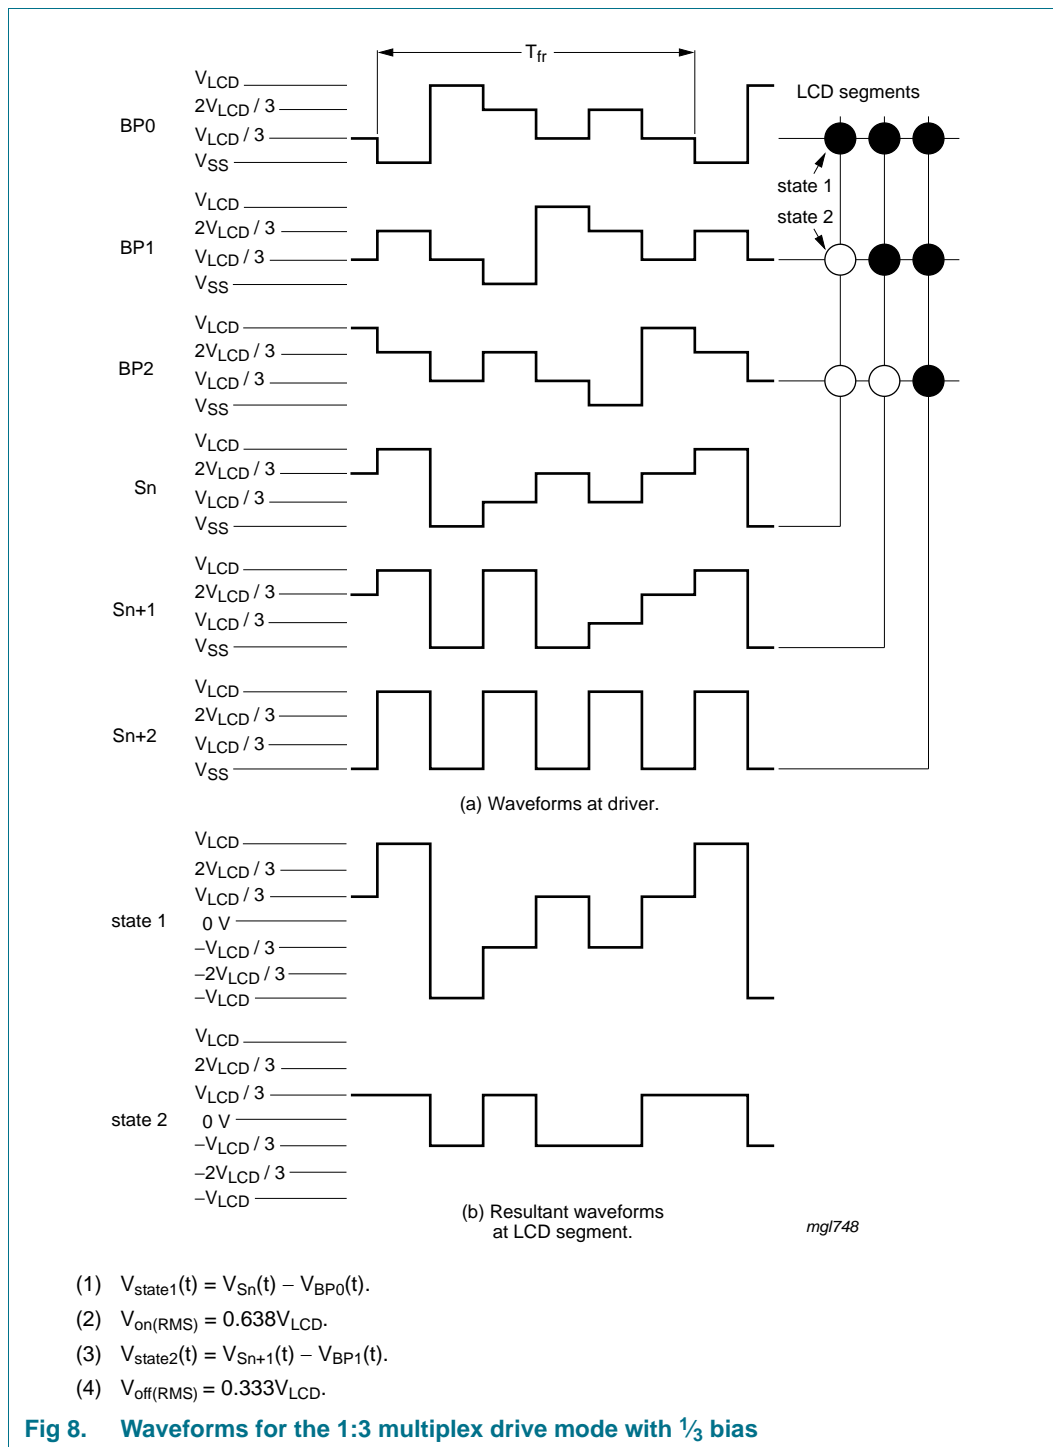 Tfr
VLCD
2VLCD / 3
VLCD / 3
VSS
BP0
LCD segments
state 1
state 2
VLCD
2VLCD / 3
VLCD / 3
VSS
BP1
VLCD
2VLCD / 3
VLCD / 3
VSS
BP2
VLCD
2VLCD / 3
VLCD / 3
VSS
Sn
VLCD
2VLCD / 3
VLCD / 3
VSS
Sn+1
VLCD
2VLCD / 3
VLCD / 3
VSS
Sn+2
(a) Waveforms at driver.
VLCD
2VLCD / 3
VLCD / 3
0 V
−VLCD / 3
−2VLCD / 3
−VLCD
state 1
VLCD
2VLCD / 3
VLCD / 3
0 V
−VLCD / 3
−2VLCD / 3
−VLCD
state 2
(b) Resultant waveforms
at LCD segment.
mgl748
(1) Vstate1(t) = VSn(t) − VBP0(t).
(2) Von(RMS) = 0.638VLCD.
(3) Vstate2(t) = VSn+1(t) − VBP1(t).
(4) Voff(RMS) = 0.333VLCD.
Fig 8. Waveforms for the 1:3 multiplex drive mode with 1⁄3 bias